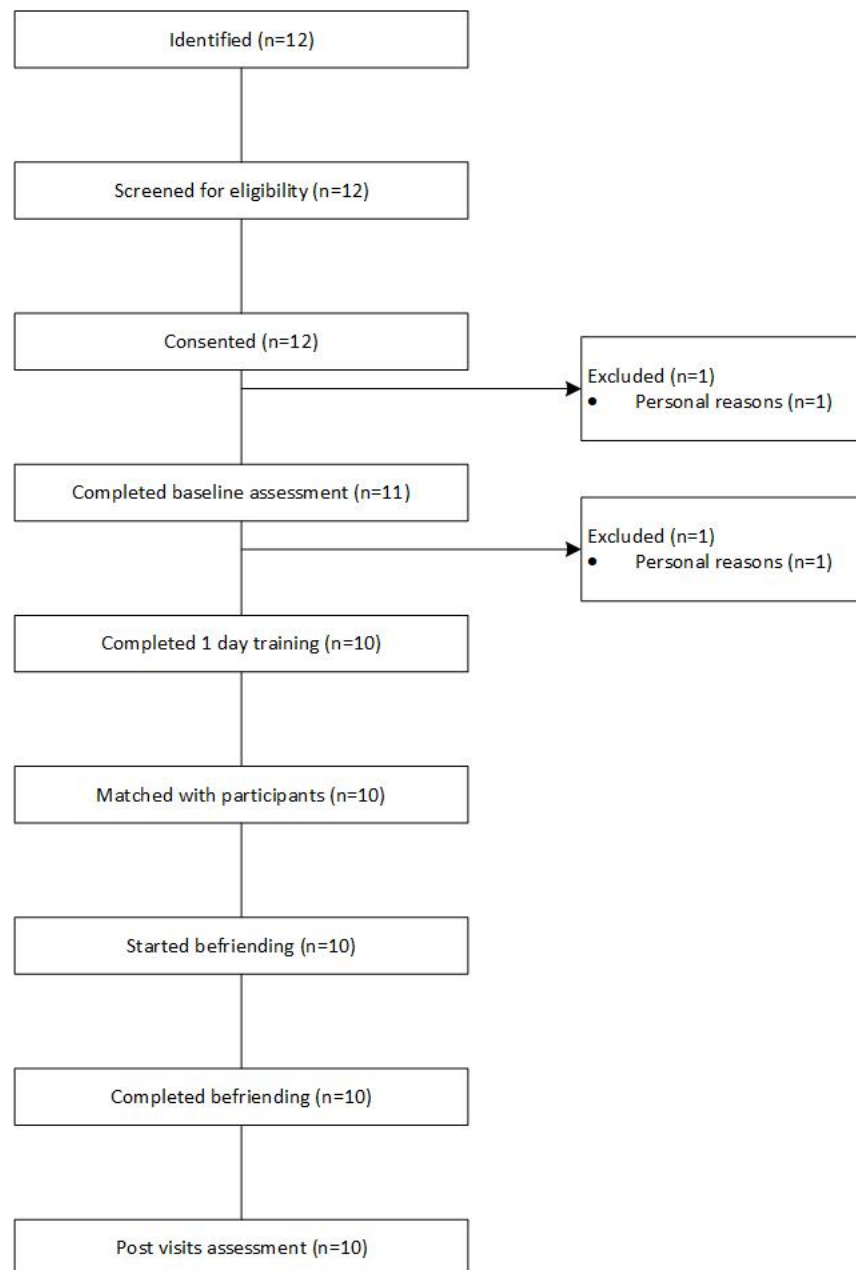 Identified (n=12)
Screened for eligibility (n=12)
Consented (n=12)
Excluded (n=1)
• Personal reasons (n=1)
Completed baseline assessment (n=11)
Excluded (n=1)
• Personal reasons (n=1)
Completed 1 day training (n=10)
Matched with participants (n=10)
Started befriending (n=10)
Completed befriending (n=10)
Post visits assessment (n=10)